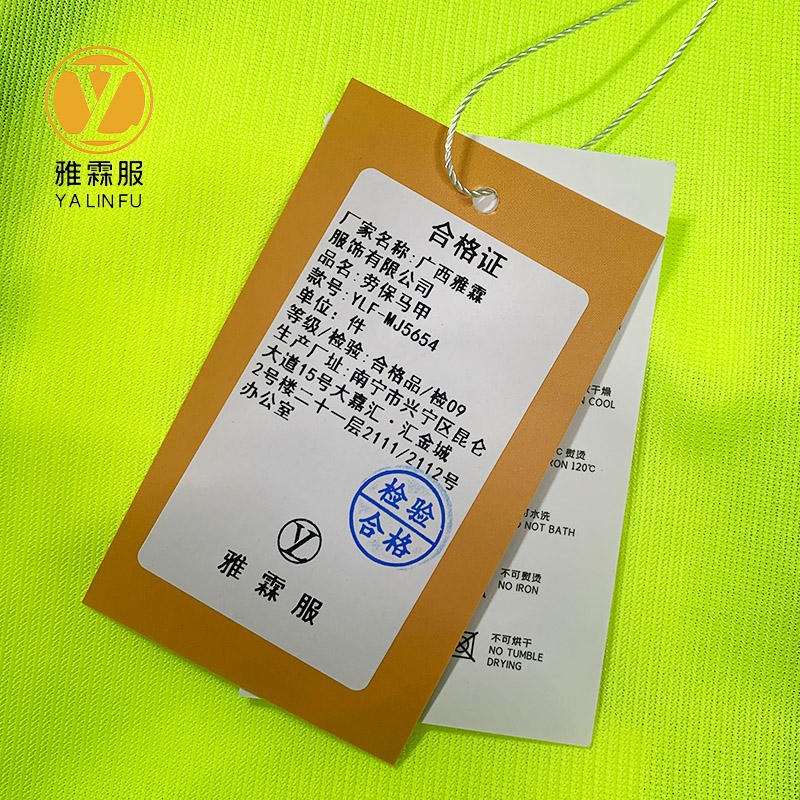 雅霖服
YALINFU
合格证
厂家名称:广西雅霖
服饰有限公司
品名:劳保马甲
款号:YLF-MJ5654
单位:件
等级/检验:合格品/检09
生产厂址:南宁市兴宁区昆仑
大道15号大嘉汇·汇金城
2号楼二十一层2111/2112号
办公室
检验
合格
雅霖服
干燥
COOL
熨烫
IRON 120℃
水洗
NOT BATH
不可熨烫
NO IRON
不可烘干
NO TUMBLE
DRYING